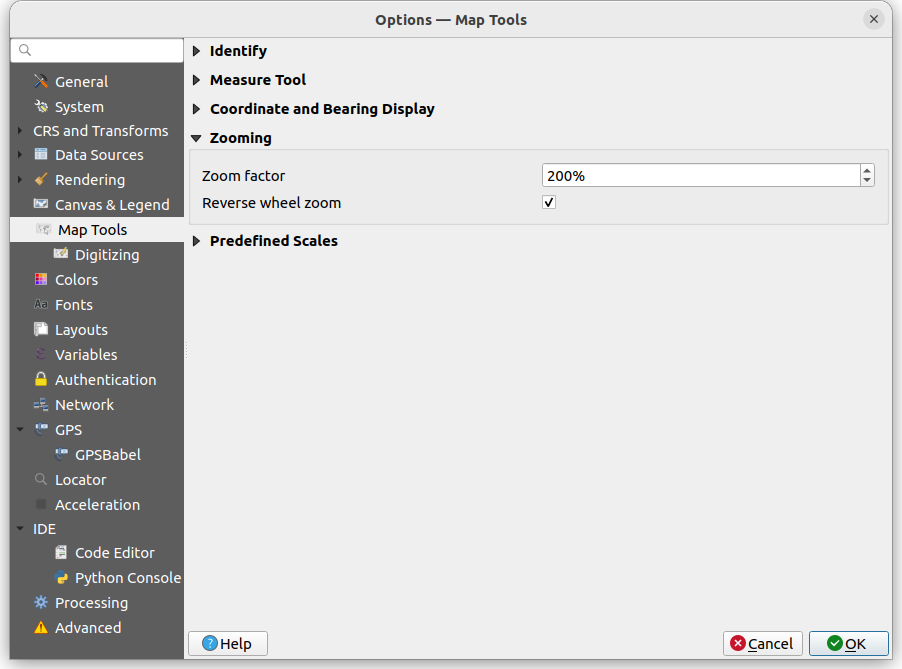 Options — Map Tools
General
System
CRS and Transforms
Data Sources
Rendering
Canvas & Legend
Map Tools
Digitizing
Colors
Aa Fonts
Layouts
ε Variables
Authentication
Network
GPS
GPSBabel
Locator
Acceleration
IDE
Code Editor
Python Console
Processing
Advanced
Identify
Measure Tool
Coordinate and Bearing Display
Zooming
Zoom factor 200%
Reverse wheel zoom
Predefined Scales
? Help
Cancel
OK